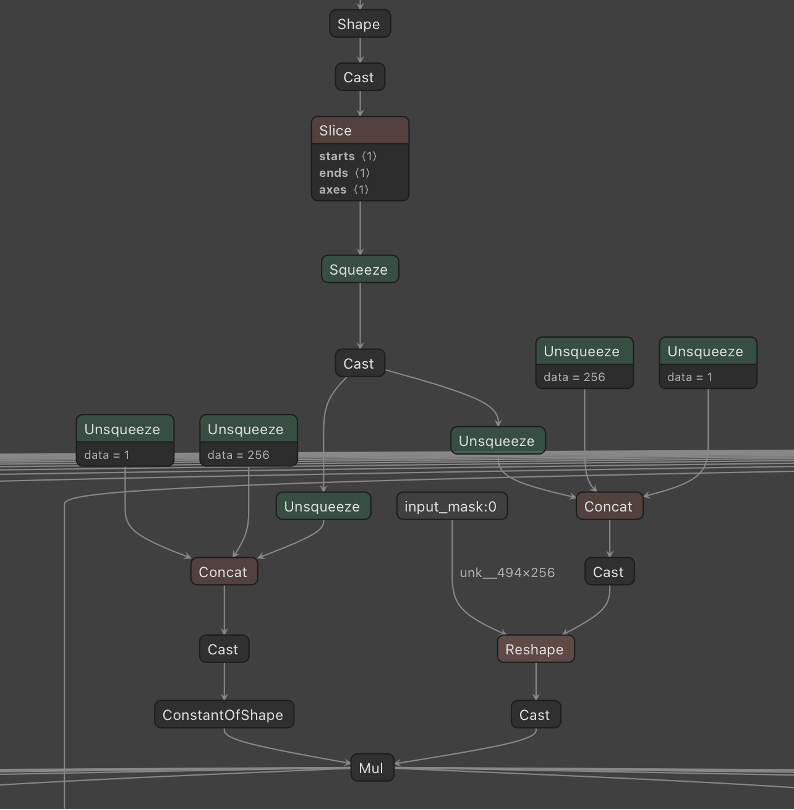 Shape
Cast
Slice
starts ⟨1⟩
ends ⟨1⟩
axes ⟨1⟩
Squeeze
Cast
Unsqueeze
data = 256
Unsqueeze
data = 1
Unsqueeze
data = 1
Unsqueeze
data = 256
Unsqueeze
Unsqueeze
input_mask:0
Concat
Concat
unk__494×256
Cast
Cast
Reshape
ConstantOfShape
Cast
Mul